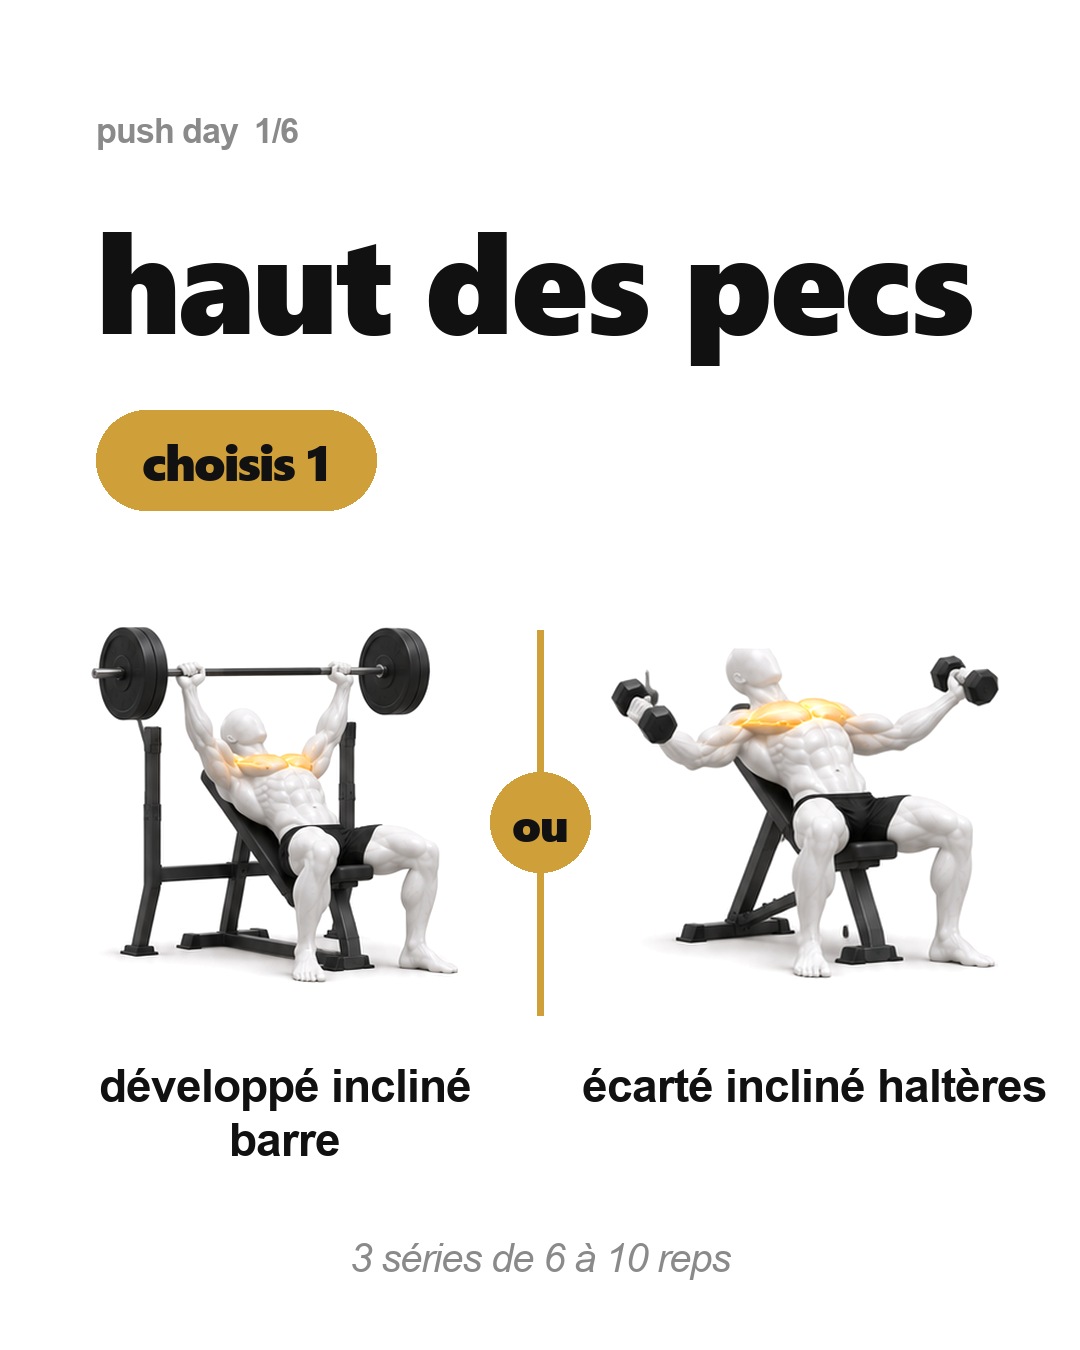 push day 1/6
haut des pecs
choisis 1
ou
développé incliné
barre
écarté incliné haltères
3 séries de 6 à 10 reps